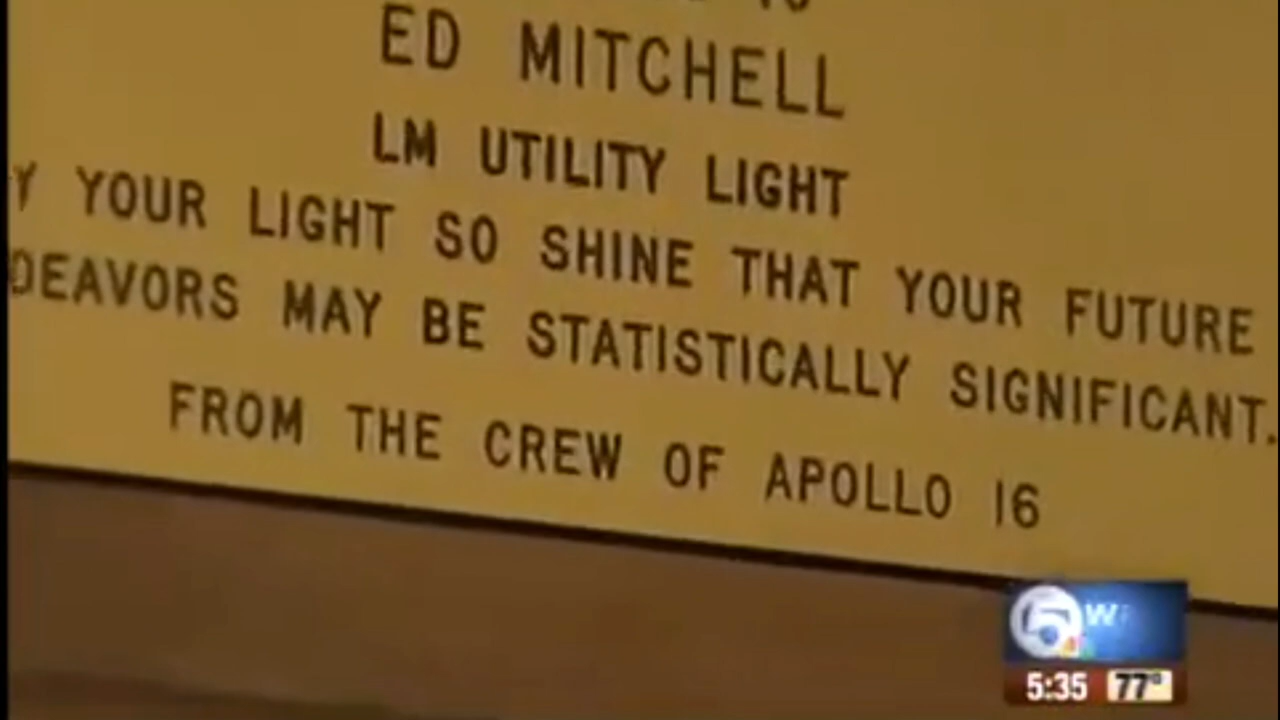 ED MITCHELL
LM UTILITY LIGHT
YOUR LIGHT SO SHINE THAT YOUR FUTURE
DEAVORS MAY BE STATISTICALLY SIGNIFICANT.
FROM THE CREW OF APOLLO 16
5 W
5:35 77°